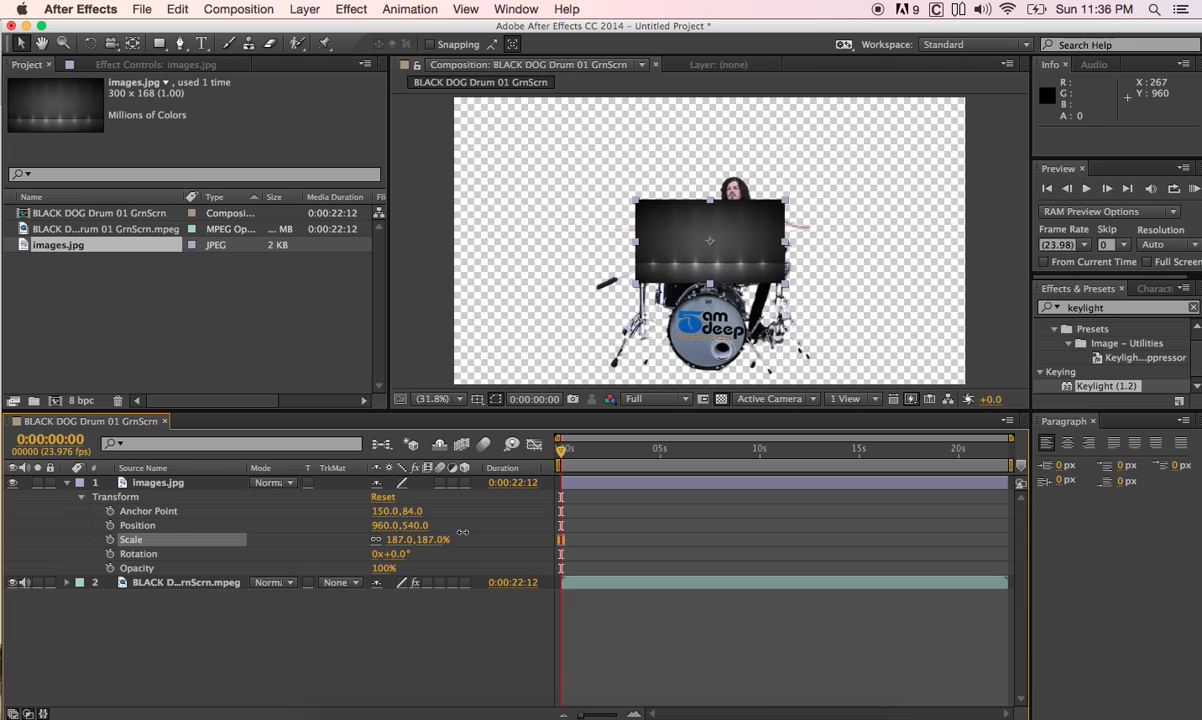 After Effects File Edit Composition Layer Effect Animation View Window Help 9 11:36 PM
Adobe After Effects CC 2014 - Untitled Project *
T Snapping Workspace: Standard Search Help
Project × Effect Controls: images.jpg Composition: BLACK DOG Drum 01 GrnScrn × Layer: (none) Info × Audio
images.jpg ▾, used 1 time
300 x 168 (1.00)
Millions of Colors
BLACK DOG Drum 01 GrnScrn
R: X: 267
G: Y: 960
B:
A: 0
Name Type Size Media Duration Fil
BLACK DOG Drum 01 GrnScrn Composi... 0:00:22:12
BLACK D...rum 01 GrnScrn.mpeg MPEG Op... ... MB 0:00:22:12
images.jpg JPEG 2 KB
am
deep
Preview ×
RAM Preview Options
Frame Rate Skip Resolution
(23.98) 0 Auto
From Current Time Full Screen
Effects & Presets × Charact
keylight
Presets
Image - Utilities
Keyligh...ppressor
Keying
Keylight (1.2)
8 bpc (31.8%) 0:00:00:00 Full Active Camera 1 View +0.0
BLACK DOG Drum 01 GrnScrn × Paragraph ×
0:00:00:00
00000 (23.976 fps)
:00s 05s 10s 15s 20s
# Source Name Mode T TrkMat fx Duration
1 images.jpg Norma 0:00:22:12
Transform Reset
Anchor Point 150.0,84.0
Position 960.0,540.0
Scale 187.0,187.0%
Rotation 0x+0.0°
Opacity 100%
2 BLACK D...rnScrn.mpeg Norma None fx 0:00:22:12
0 px 0 px 0 px
0 px 0 px